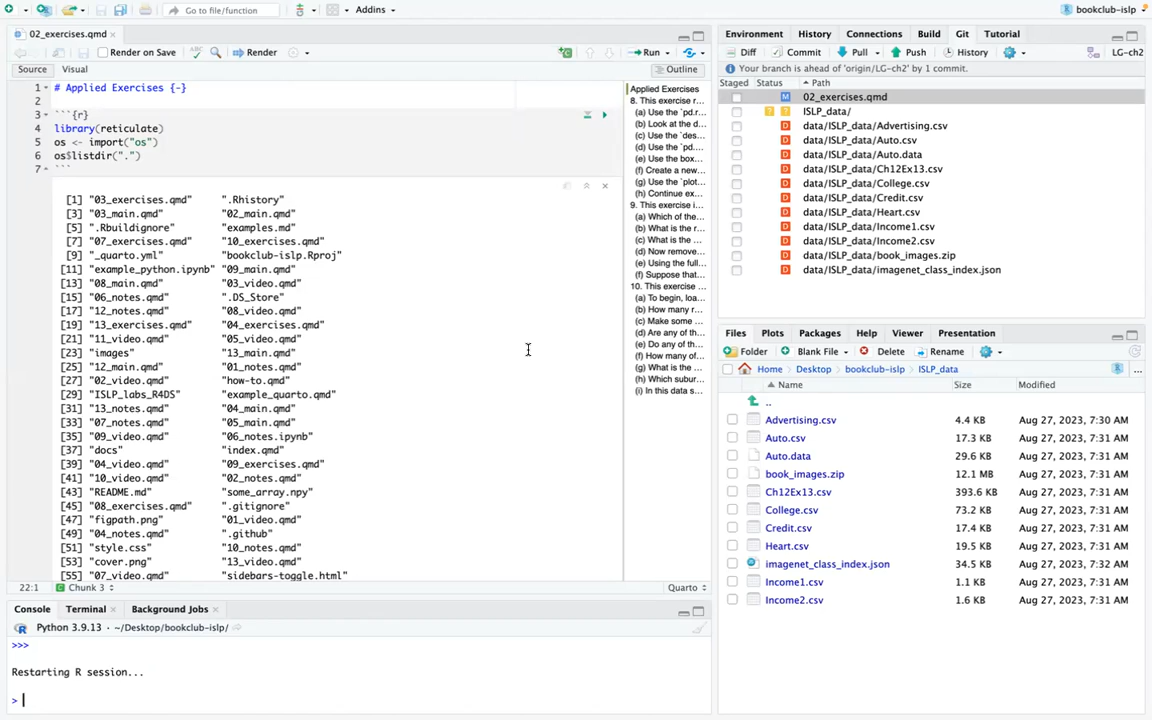 Go to file/function
Addins
bookclub-islp
02_exercises.qmd
Render on Save
Render
Run
Source
Visual
Outline
1 # Applied Exercises {-}
2
3 ```{r}
4 library(reticulate)
5 os <- import("os")
6 os$listdir(".")
7 ```
[1] "03_exercises.qmd" ".Rhistory"
[3] "03_main.qmd" "02_main.qmd"
[5] ".Rbuildignore" "examples.md"
[7] "07_exercises.qmd" "10_exercises.qmd"
[9] "_quarto.yml" "bookclub-islp.Rproj"
[11] "example_python.ipynb" "09_main.qmd"
[13] "08_main.qmd" "03_video.qmd"
[15] "06_notes.qmd" ".DS_Store"
[17] "12_notes.qmd" "08_video.qmd"
[19] "13_exercises.qmd" "04_exercises.qmd"
[21] "11_video.qmd" "05_video.qmd"
[23] "images" "13_main.qmd"
[25] "12_main.qmd" "01_notes.qmd"
[27] "02_video.qmd" "how-to.qmd"
[29] "ISLP_labs_R4DS" "example_quarto.qmd"
[31] "13_notes.qmd" "04_main.qmd"
[33] "07_notes.qmd" "05_main.qmd"
[35] "09_video.qmd" "06_notes.ipynb"
[37] "docs" "index.qmd"
[39] "04_video.qmd" "09_exercises.qmd"
[41] "10_video.qmd" "02_notes.qmd"
[43] "README.md" "some_array.npy"
[45] "08_exercises.qmd" ".gitignore"
[47] "figpath.png" "01_video.qmd"
[49] "04_notes.qmd" ".github"
[51] "style.css" "10_notes.qmd"
[53] "cover.png" "13_video.qmd"
[55] "07_video.qmd" "sidebars-toggle.html"
Applied Exercises
8. This exercise r...
(a) Use the `pd.r...
(b) Look at the d...
(c) Use the `des...
(d) Use the `pd....
(e) Use the box...
(f) Create a new...
(g) Use the `plot...
(h) Continue ex...
9. This exercise i...
(a) Which of the...
(b) What is the r...
(c) What is the ...
(d) Now remove...
(e) Using the full...
(f) Suppose that...
10. This exercise ...
(a) To begin, loa...
(b) How many r...
(c) Make some ...
(d) Are any of th...
(e) Do any of th...
(f) How many of...
(g) What is the ...
(h) Which subur...
(i) In this data s...
22:1 Chunk 3
Quarto
Console
Terminal
Background Jobs
Python 3.9.13 · ~/Desktop/bookclub-islp/
>>>
Restarting R session...
>
Environment
History
Connections
Build
Git
Tutorial
Diff
Commit
Pull
Push
History
LG-ch2
Your branch is ahead of 'origin/LG-ch2' by 1 commit.
Staged Status Path
M 02_exercises.qmd
? ? ISLP_data/
D data/ISLP_data/Advertising.csv
D data/ISLP_data/Auto.csv
D data/ISLP_data/Auto.data
D data/ISLP_data/Ch12Ex13.csv
D data/ISLP_data/College.csv
D data/ISLP_data/Credit.csv
D data/ISLP_data/Heart.csv
D data/ISLP_data/Income1.csv
D data/ISLP_data/Income2.csv
D data/ISLP_data/book_images.zip
D data/ISLP_data/imagenet_class_index.json
Files
Plots
Packages
Help
Viewer
Presentation
Folder
Blank File
Delete
Rename
Home
Desktop
bookclub-islp
ISLP_data
...
Name Size Modified
..
Advertising.csv 4.4 KB Aug 27, 2023, 7:30 AM
Auto.csv 17.3 KB Aug 27, 2023, 7:31 AM
Auto.data 29.6 KB Aug 27, 2023, 7:31 AM
book_images.zip 12.1 MB Aug 27, 2023, 7:31 AM
Ch12Ex13.csv 393.6 KB Aug 27, 2023, 7:31 AM
College.csv 73.2 KB Aug 27, 2023, 7:31 AM
Credit.csv 17.4 KB Aug 27, 2023, 7:31 AM
Heart.csv 19.5 KB Aug 27, 2023, 7:31 AM
imagenet_class_index.json 34.5 KB Aug 27, 2023, 7:32 AM
Income1.csv 1.1 KB Aug 27, 2023, 7:31 AM
Income2.csv 1.6 KB Aug 27, 2023, 7:31 AM